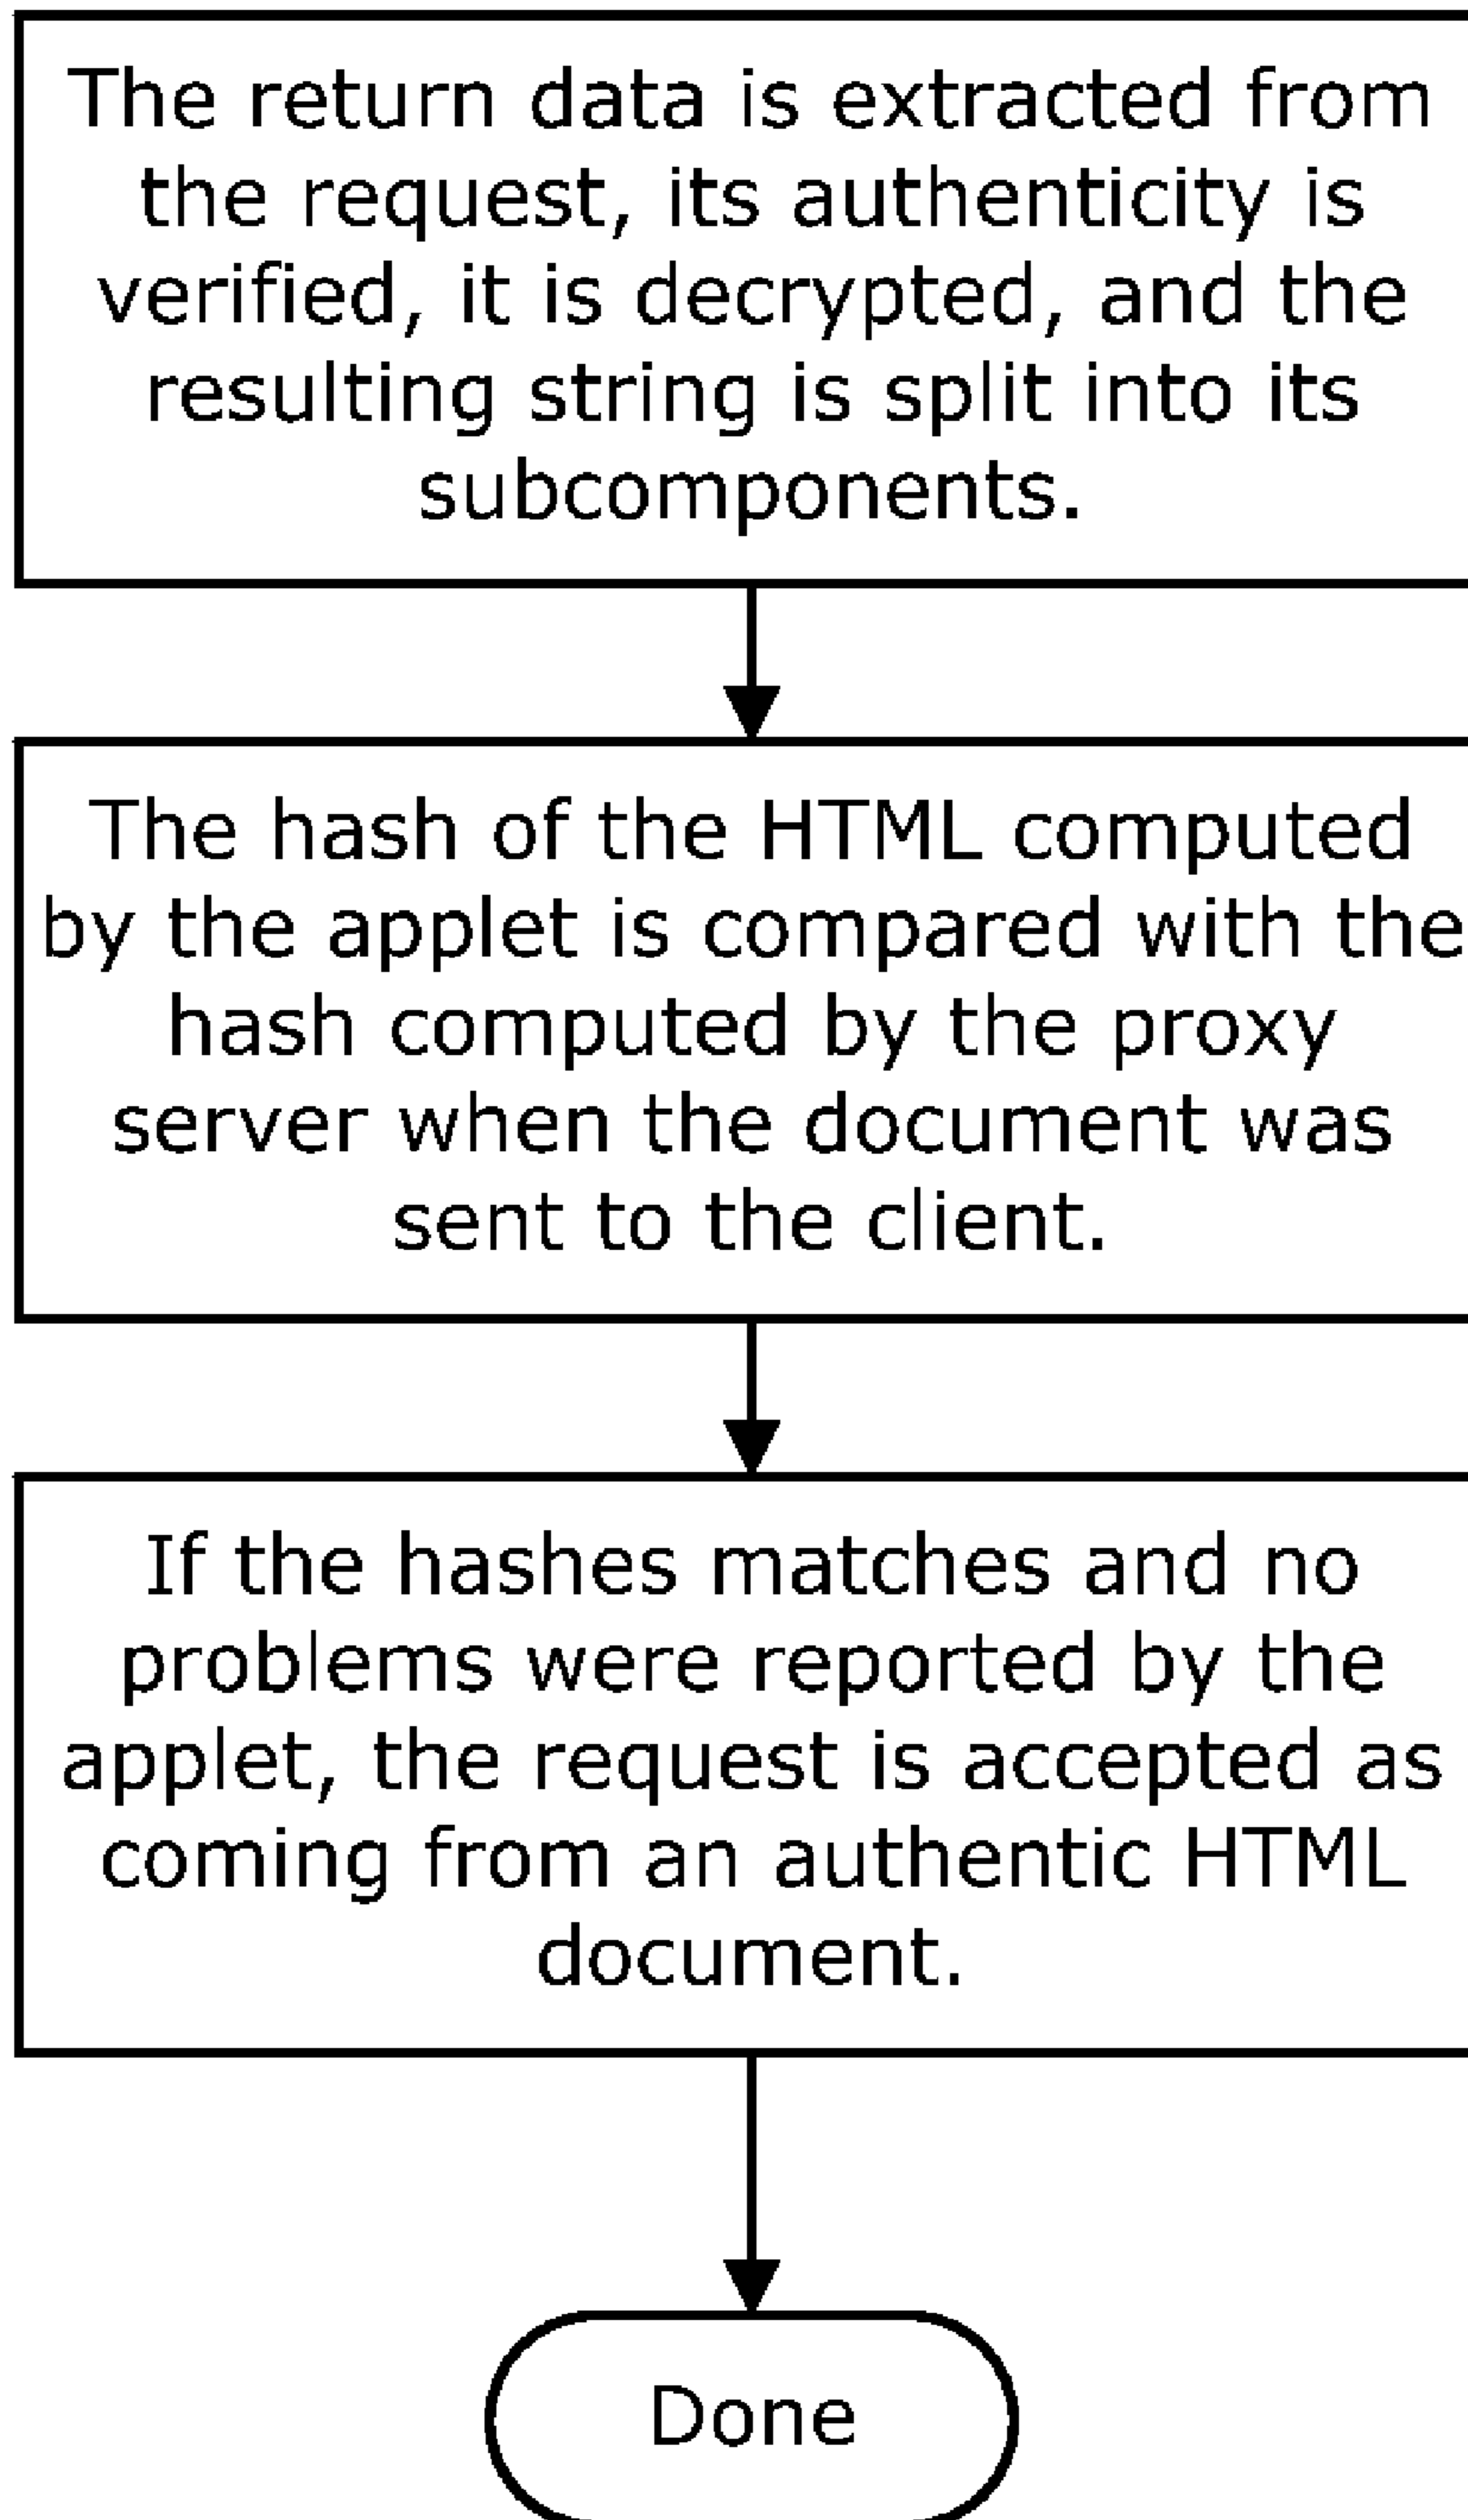 The return data is extracted from
the request, its authenticity is
verified, it is decrypted, and the
resulting string is split into its
subcomponents.
The hash of the HTML computed
by the applet is compared with the
hash computed by the proxy
server when the document was
sent to the client.
If the hashes matches and no
problems were reported by the
applet, the request is accepted as
coming from an authentic HTML
document.
Done